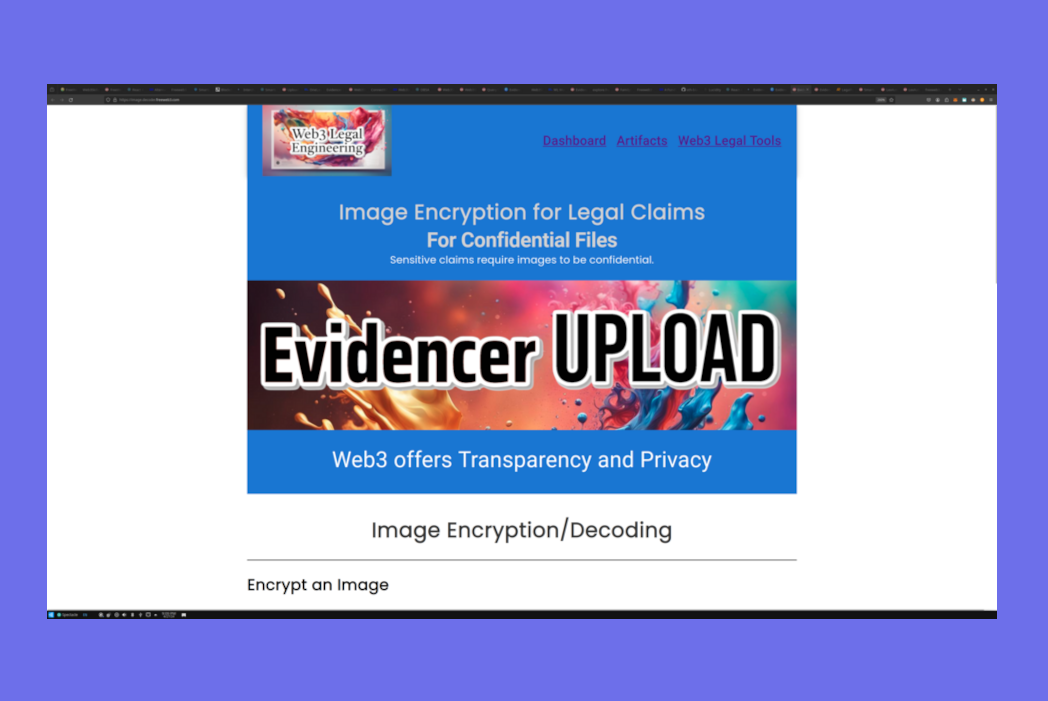 Web3 Legal
Engineering
Dashboard Artifacts Web3 Legal Tools
Image Encryption for Legal Claims
For Confidential Files
Sensitive claims require images to be confidential.
Evidencer UPLOAD
Web3 offers Transparency and Privacy
Image Encryption/Decoding
Encrypt an Image